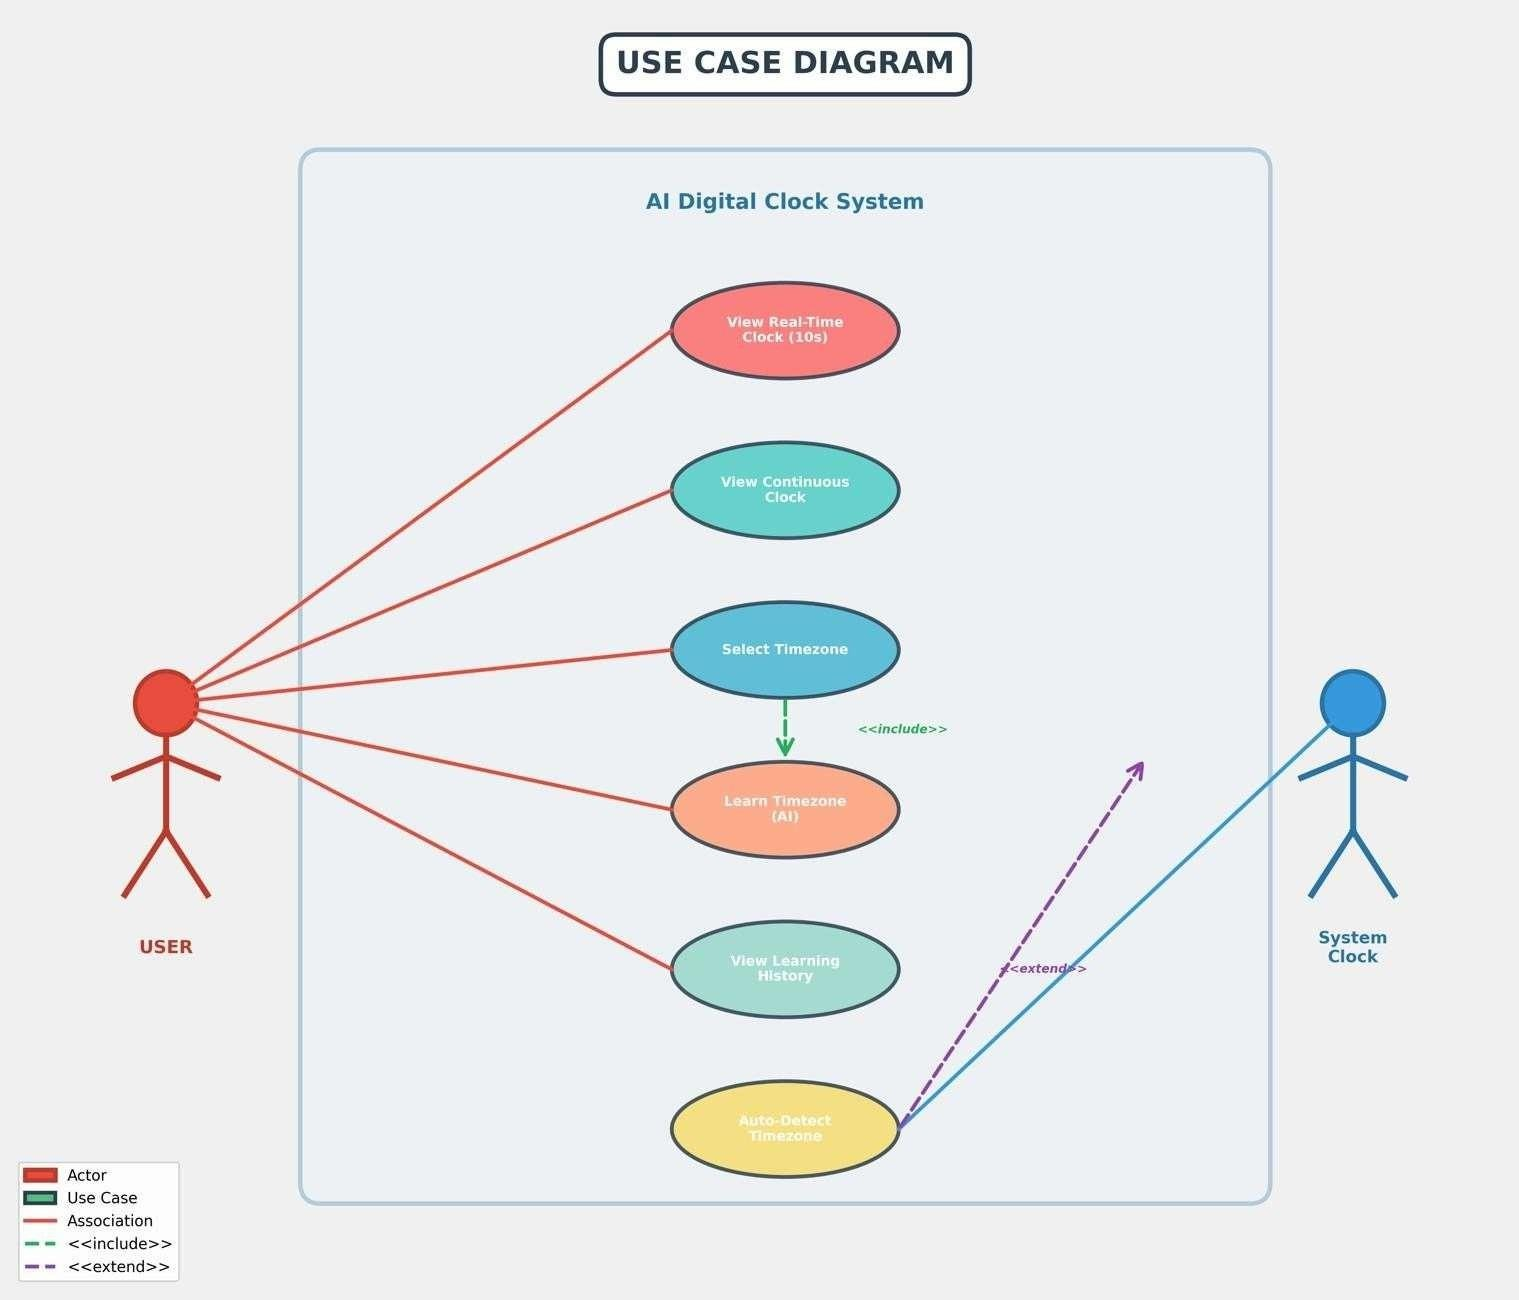 USE CASE DIAGRAM
AI Digital Clock System
View Real-Time
Clock (10s)
View Continuous
Clock
Select Timezone
<<include>>
Learn Timezone
(AI)
View Learning
History
<<extend>>
Auto-Detect
Timezone
USER
System
Clock
Actor
Use Case
Association
<<include>>
<<extend>>